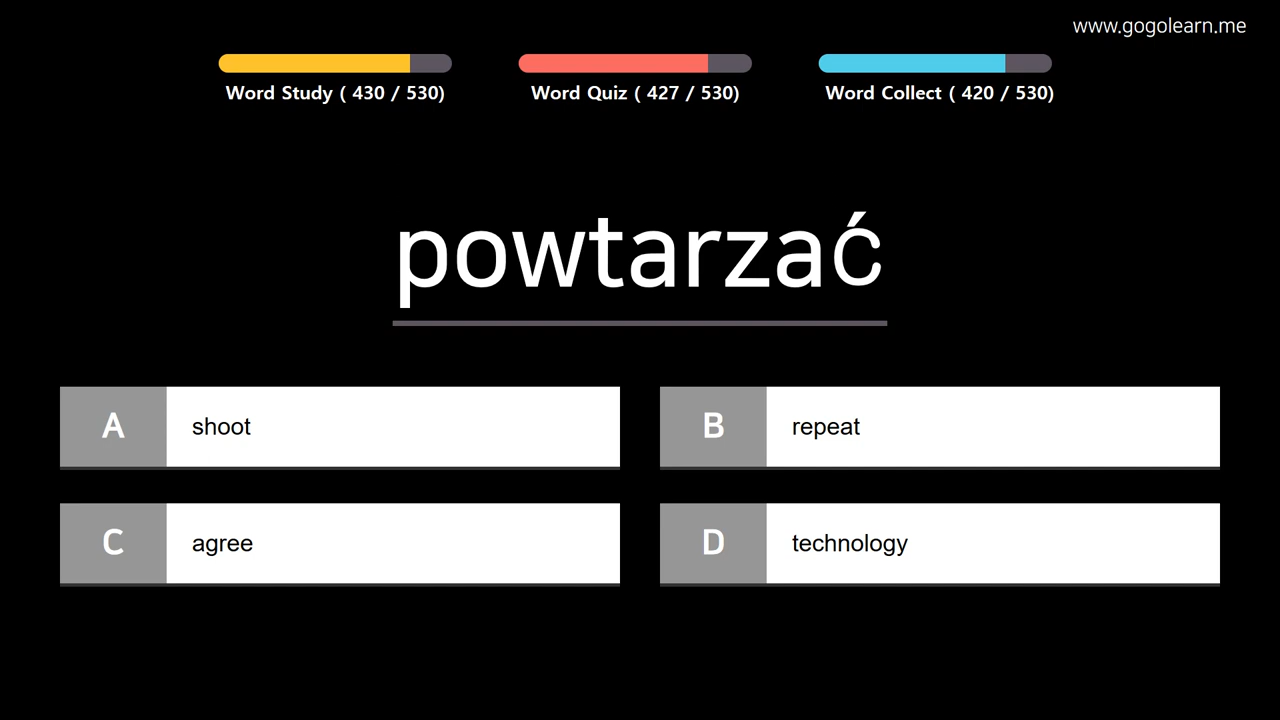 www.gogolearn.me
Word Study ( 430 / 530)
Word Quiz ( 427 / 530)
Word Collect ( 420 / 530)
powtarzać
A shoot
B repeat
C agree
D technology